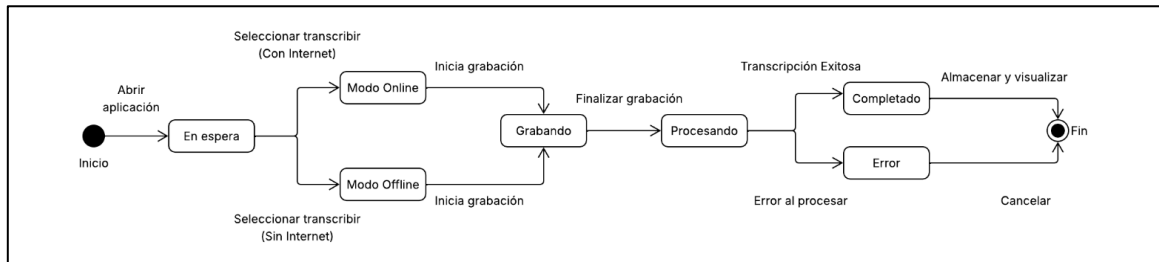 Seleccionar transcribir
(Con Internet)
Abrir
aplicación
Inicio
En espera
Modo Online
Modo Offline
Seleccionar transcribir
(Sin Internet)
Inicia grabación
Inicia grabación
Grabando
Finalizar grabación
Procesando
Transcripción Exitosa
Error al procesar
Completado
Error
Almacenar y visualizar
Cancelar
Fin